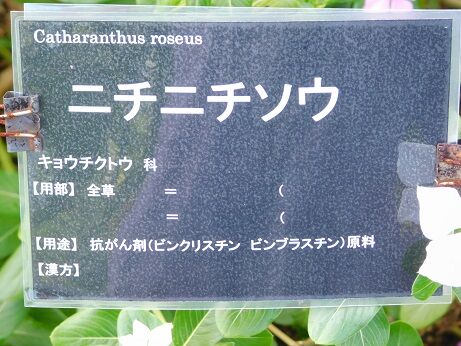 Catharanthus roseus
ニチニチソウ
キョウチクトウ 科
【用部】 全草 = (
= (
【用途】 抗がん剤(ビンクリスチン ビンブラスチン)原料
【漢方】